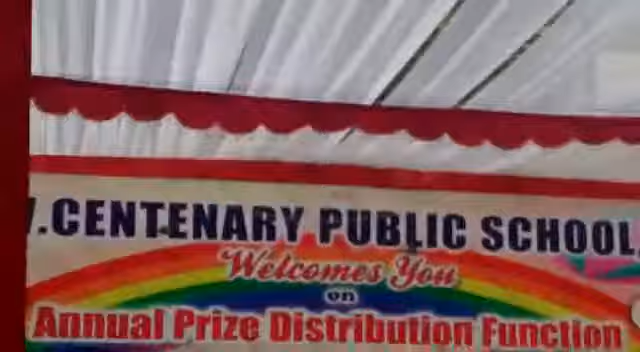 .CENTENARY PUBLIC SCHOOL,
Welcomes You
on
Annual Prize Distribution Function